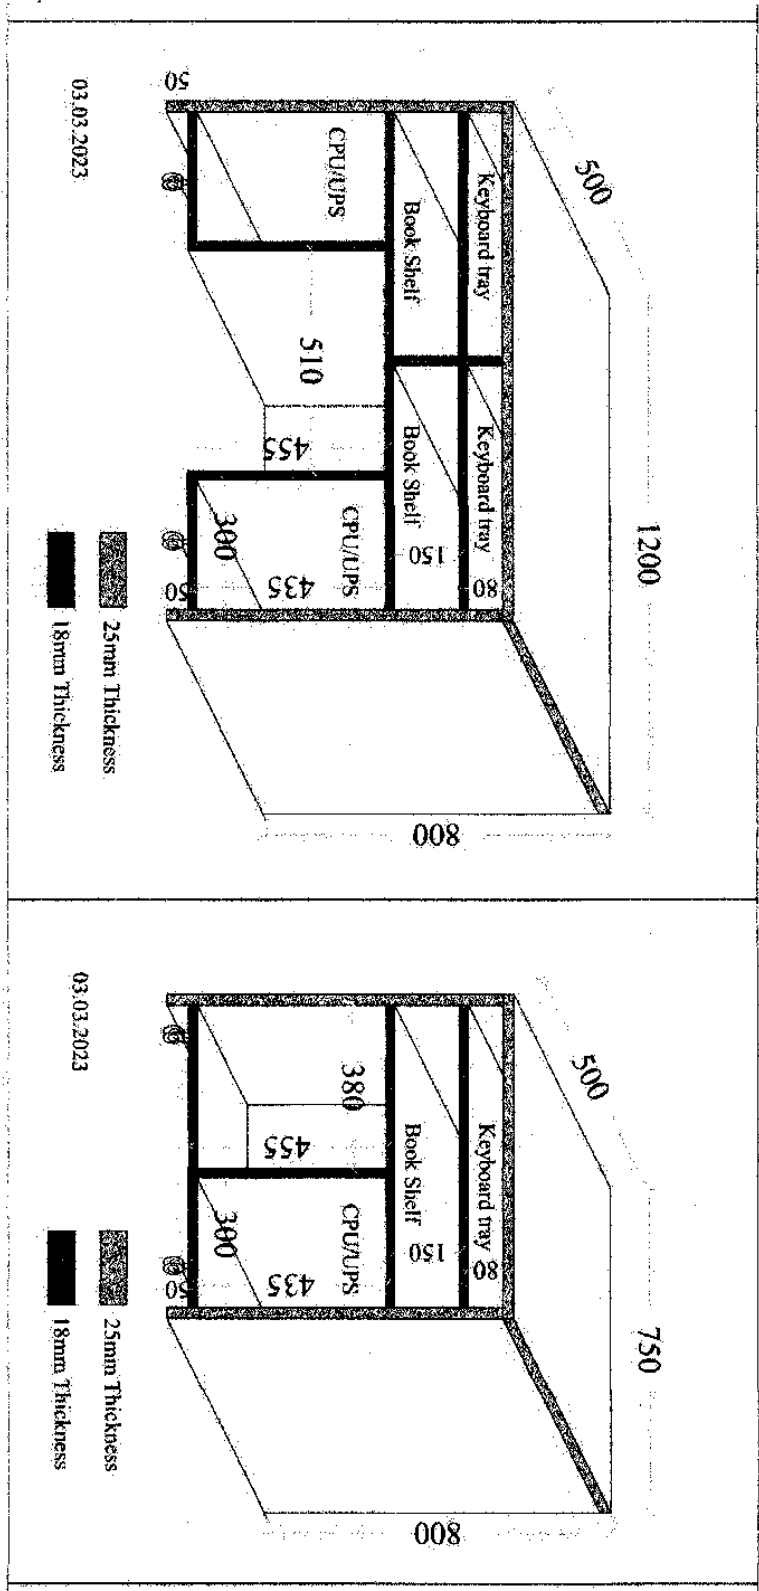 1200
500
800
Keyboard tray
Keyboard tray
80
Book Shelf
Book Shelf
150
CPU/UPS
510
455
CPU/UPS
435
300
50
50
25mm Thickness
18mm Thickness
03.03.2023
750
500
800
Keyboard tray
80
Book Shelf
150
380
455
CPU/UPS
435
300
50
25mm Thickness
18mm Thickness
03.03.2023